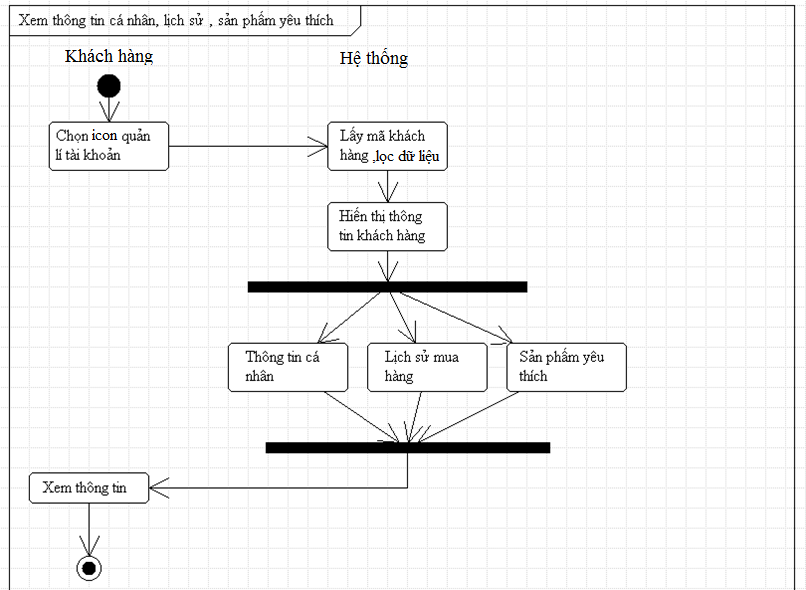 Xem thông tin cá nhân, lịch sử , sản phẩm yêu thích
Khách hàng
Hệ thống
Chọn icon quản
lí tài khoản
Lấy mã khách
hàng ,lọc dữ liệu
Hiến thị thông
tin khách hàng
Thông tin cá
nhân
Lịch sử mua
hàng
Sản phẩm yêu
thích
Xem thông tin